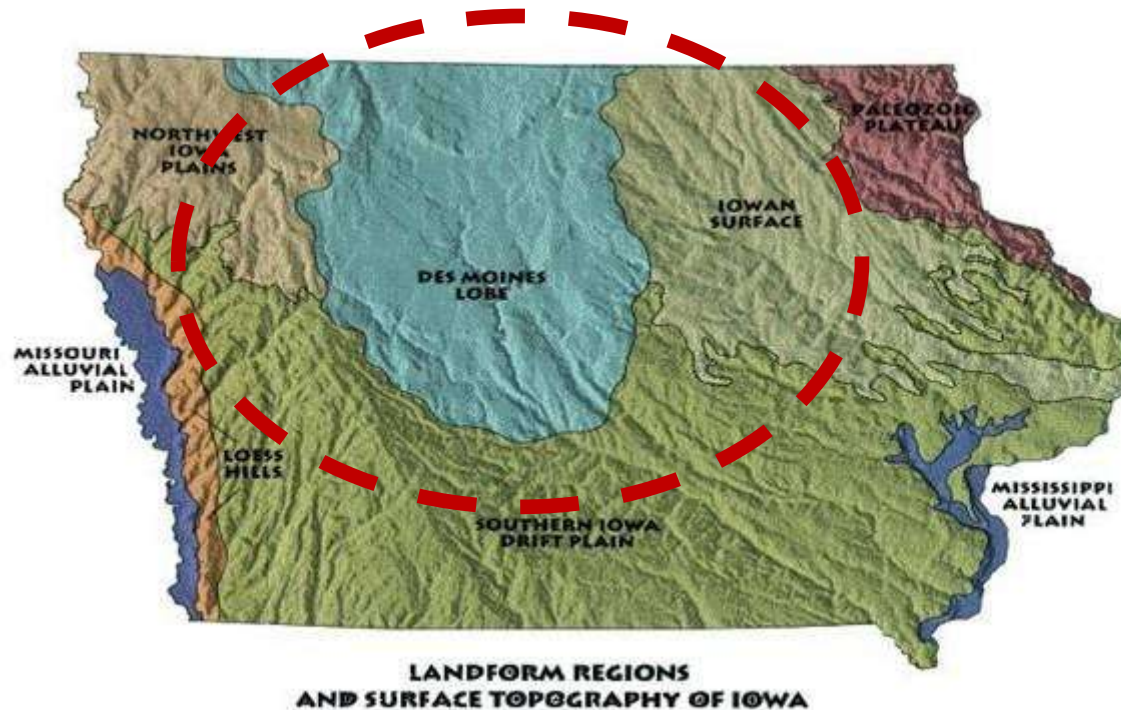 NORTHWEST
IOWA
PLAINS
PALEOZOIC
PLATEAU
IOWAN
SURFACE
DES MOINES
LOBE
MISSOURI
ALLUVIAL
PLAIN
LOESS
HILLS
MISSISSIPPI
ALLUVIAL
PLAIN
SOUTHERN IOWA
DRIFT PLAIN
LANDFORM REGIONS
AND SURFACE TOPOGRAPHY OF IOWA